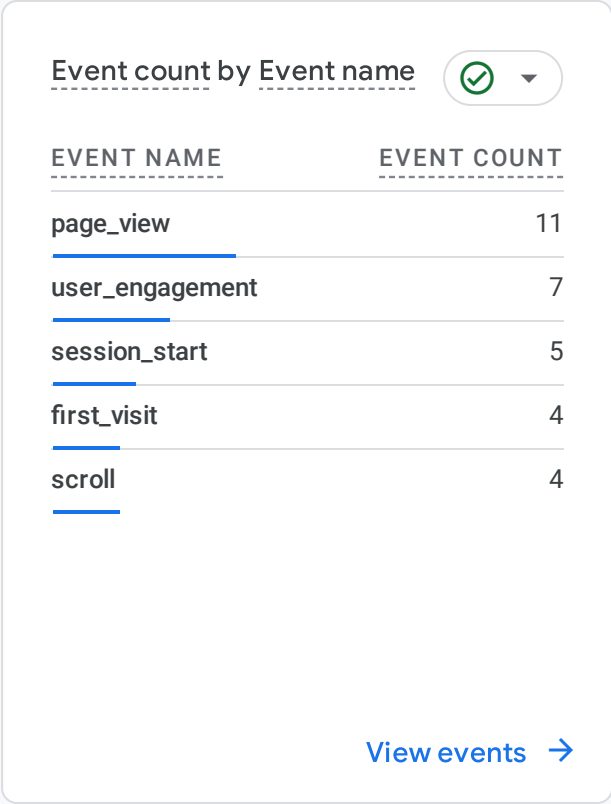 Event count by Event name
EVENT NAME EVENT COUNT
page_view 11
user_engagement 7
session_start 5
first_visit 4
scroll 4
View events